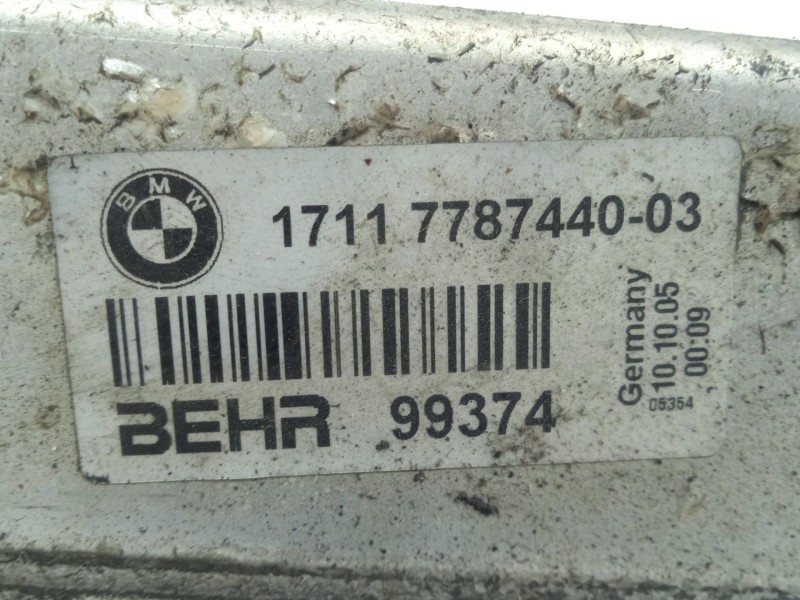 BMW
1711 7787440-03
BEHR 99374
Germany
10.10.05
00:09
05354